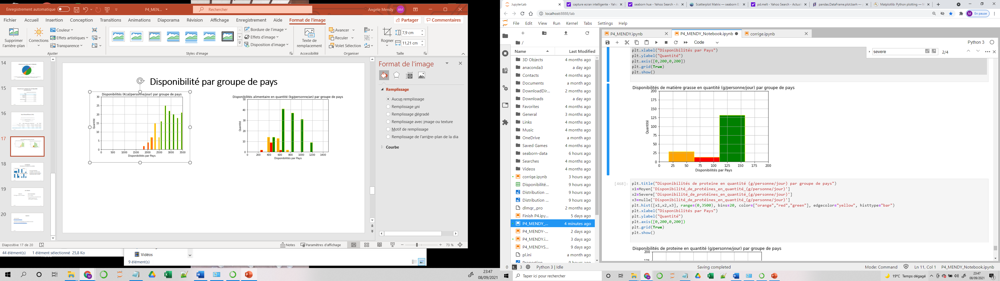 Enregistrement automatique
P4_MEN...
Rechercher
Angele Mendy
AM
Fichier Accueil Insertion Conception Transitions Animations Diaporama Révision Affichage Enregistrement Aide Format de l'image
Partager
Commentaires
Supprimer l'arrière-plan
Corrections
Couleur
Effets artistiques
Transparence
Ajuster
Styles d'image
Bordure de l'image
Effets d'image
Disposition d'image
Texte de remplacement
Accessibilité
Avancer
Reculer
Volet Sélection
Organiser
Rogner
7,9 cm
11,21 cm
Taille
14
15
16
17
18
19
20
Disponibilité par groupe de pays
Disponibilités (Kcal/personne/jour) par groupe de pays
30
25
20
15
10
5
0
Quantité
0 500 1000 1500 2000 2500 3000 3500
Disponibilités par Pays
Disponibilités alimentaire en quantité (kg/personne/an) par groupe de pays
50
40
30
20
10
0
Quantité
0 200 400 600 800 1000 1200 1400
Disponibilités par Pays
Format de l'image
Remplissage
Aucun remplissage
Remplissage uni
Remplissage dégradé
Remplissage avec image ou texture
Motif de remplissage
Remplissage de l'arrière-plan de la dia
Courbe
Diapositive 17 de 20
Notes
Paramètres d'affichage
73 %
44 élément(s) 1 élément sélectionné 25,8 Ko
Vidéos
9 élément(s)
23:47
08/09/2021
JupyterLab
capture ecran intelligente - Yaho
seaborn hue - Yahoo Search - A
Scatterplot Matrix — seaborn 0.
pd.melt - Yahoo Search - Actual
pandas.DataFrame.plot.barh —
Matplotlib: Python plotting — M
localhost:8888/lab
M
En pause
File Edit View Run Kernel Tabs Settings Help
/
Name Last Modified
3D Objects 4 months ago
anaconda3 a day ago
Contacts 4 months ago
Documents a month ago
DownloadDir... 2 months ago
Downloads a day ago
Favorites 4 months ago
General 3 months ago
Links 4 months ago
Music 4 months ago
OneDrive a month ago
Saved Games 4 months ago
seaborn-data 6 hours ago
Searches 4 months ago
Videos 4 months ago
corrige.ipynb 3 hours ago
Disponibilité... 9 hours ago
Distribution ... 9 hours ago
Distribution ... 9 hours ago
dlmqr_.pro 2 months ago
Finish P4.ipy... 5 days ago
P4_MENDY_... 4 minutes ago
P4_MENDY-... 2 days ago
P4_MENDY.i... 3 days ago
P4_MENDYS... 9 days ago
pl.ini a month ago
P4_MENDY.ipynb
P4_MENDY_Notebook.ipynb
corrige.ipynb
Code
Python 3
severe
2/4
plt.xlabel("Disponibilités par Pays")
plt.ylabel("Quantité")
plt.axis([0,200,0,200])
plt.grid(True)
plt.show()
Disponibilités de matière grasse en quantité (g/personne/jour) par groupe de pays
200
175
150
125
100
75
50
25
0
Quantité
0 25 50 75 100 125 150 175 200
Disponibilités par Pays
[468]:
plt.title("Disponibilités de proteine en quantité (g/personne/jour) par groupe de pays")
x1=Moyen['Disponibilité_de_protéines_en_quantité_(g/personne/jour)']
x2=Severe['Disponibilité_de_protéines_en_quantité_(g/personne/jour)']
x3=nulle['Disponibilité_de_protéines_en_quantité_(g/personne/jour)']
plt.hist([x1,x2,x3], range=(0,3500), bins=20, color=["orange","red","green"], edgecolor="yellow", histtype="bar")
plt.xlabel("Disponibilités par Pays")
plt.ylabel("Quantité")
plt.axis([0,200,0,200])
plt.grid(True)
plt.show()
Disponibilités de proteine en quantité (g/personne/jour) par groupe de pays
200
0 3 Python 3 | Idle
Saving completed
Mode: Command
Ln 11, Col 1
P4_MENDY_Notebook.ipynb
Taper ici pour rechercher
19°C Temps dégagé
23:47
08/09/2021